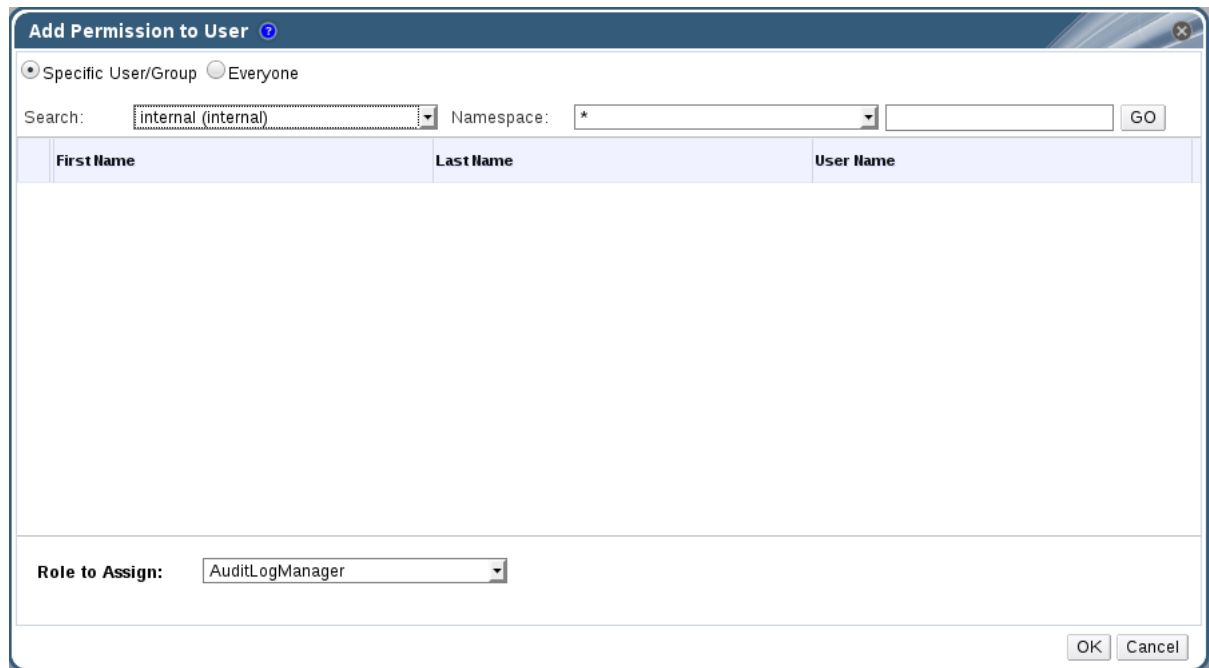 Add Permission to User ?
Specific User/Group Everyone
Search: internal (internal) Namespace: * GO
First Name Last Name User Name
Role to Assign: AuditLogManager
OK Cancel